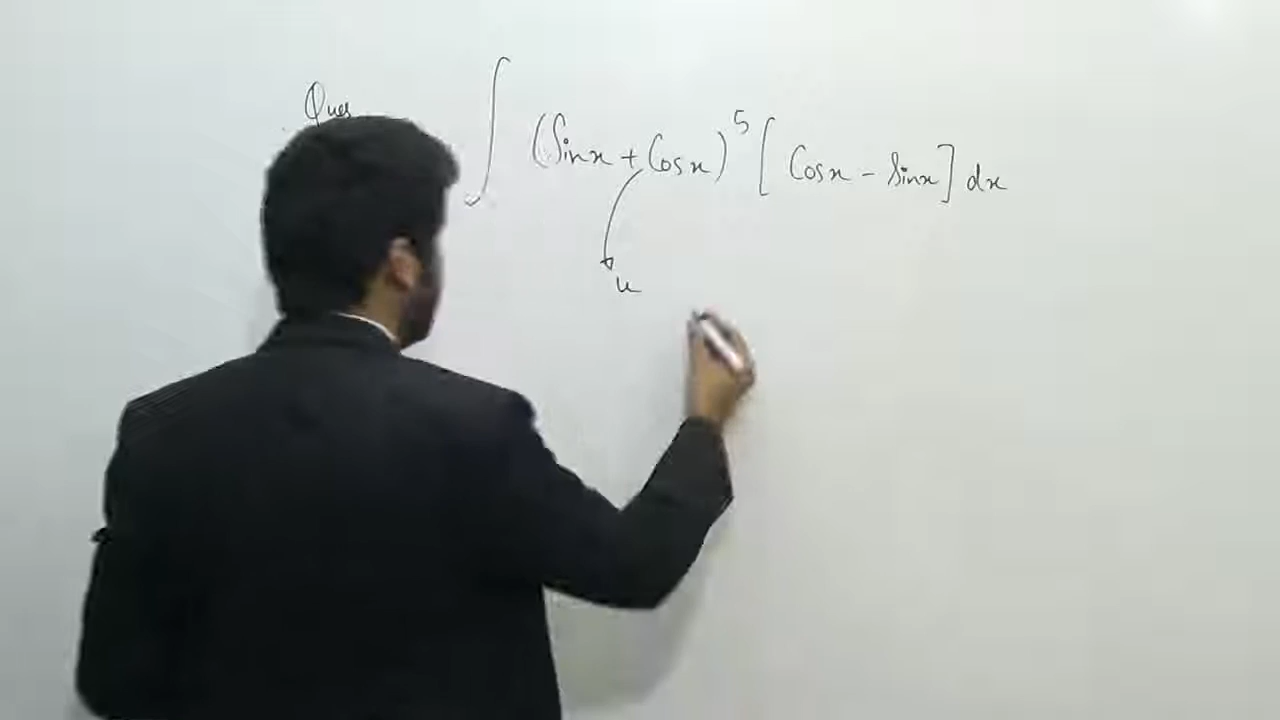 Ques ∫ (Sinx + Cosx)⁵ [ Cosx - Sinx ] dx
u